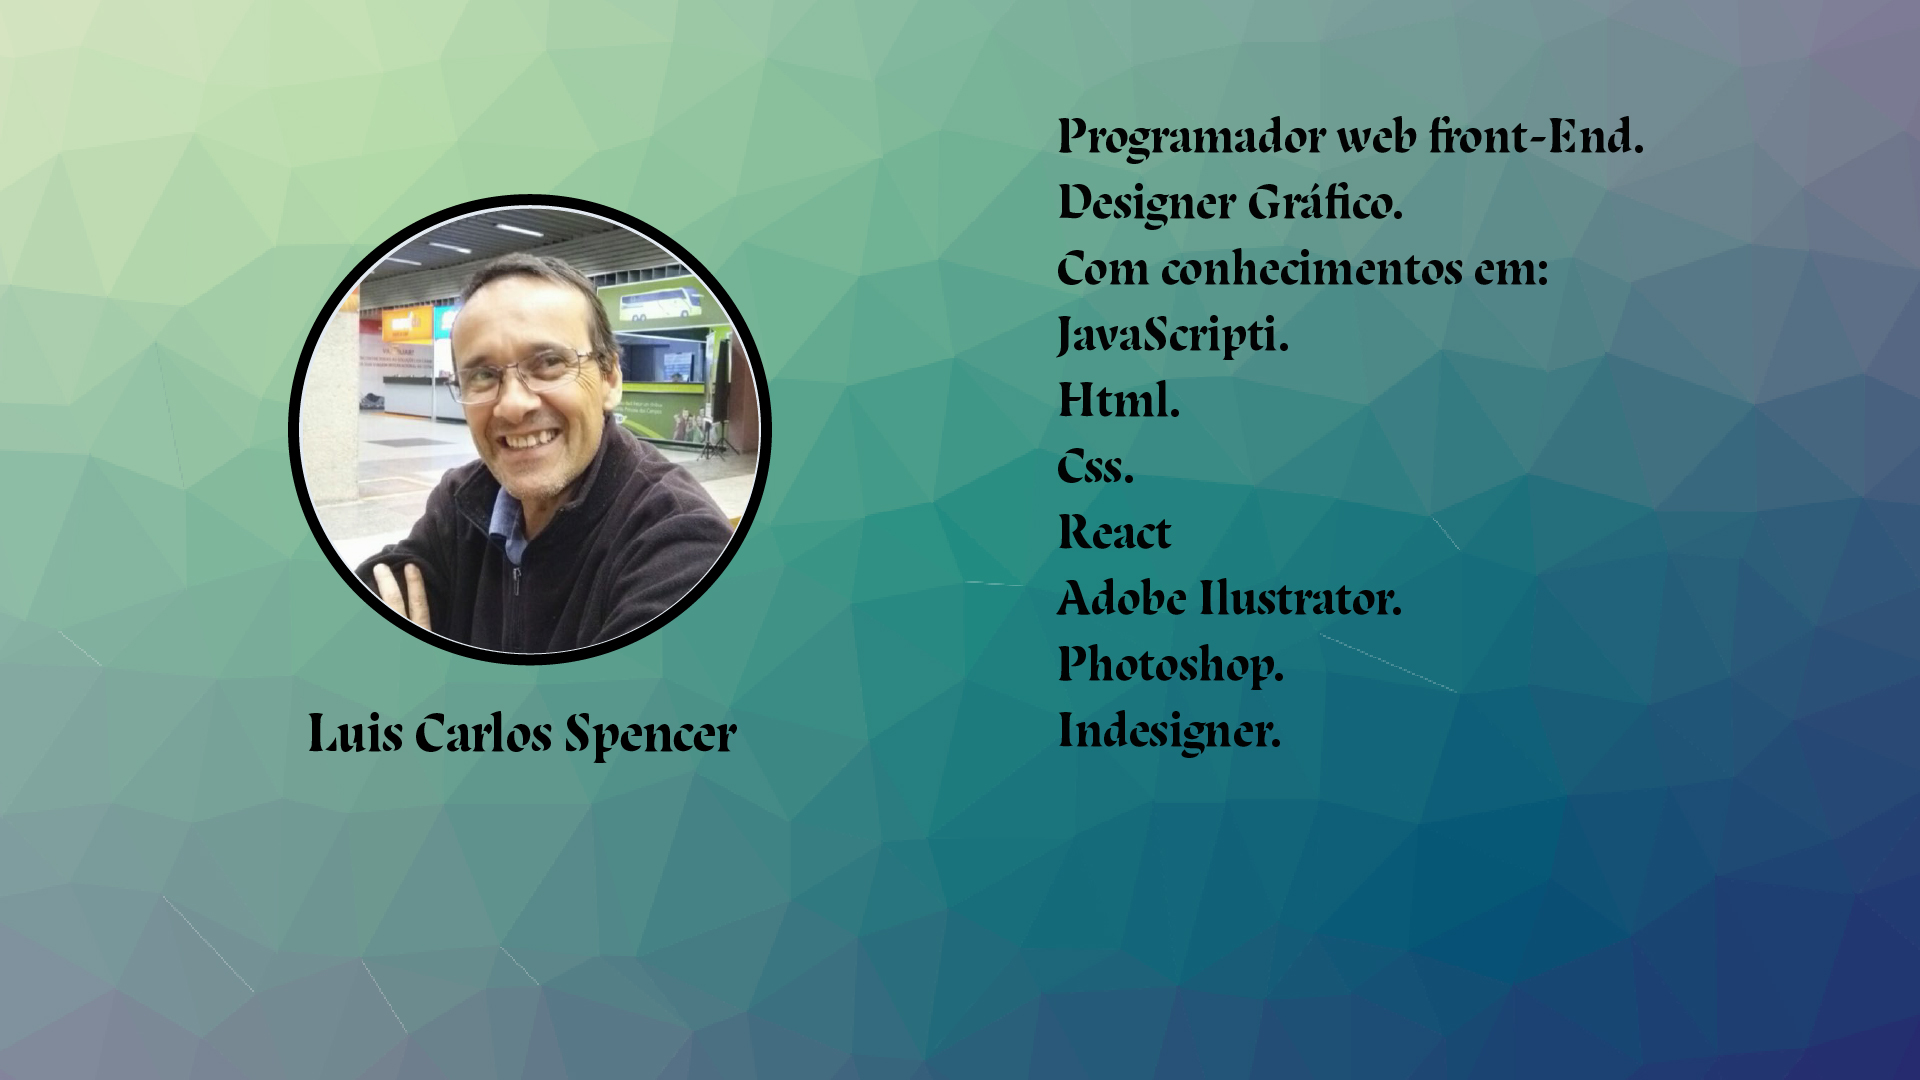 Programador web front-End.
Designer Gráfico.
Com conhecimentos em:
JavaScripti.
Html.
Css.
React
Adobe Ilustrator.
Photoshop.
Indesigner.
Luis Carlos Spencer